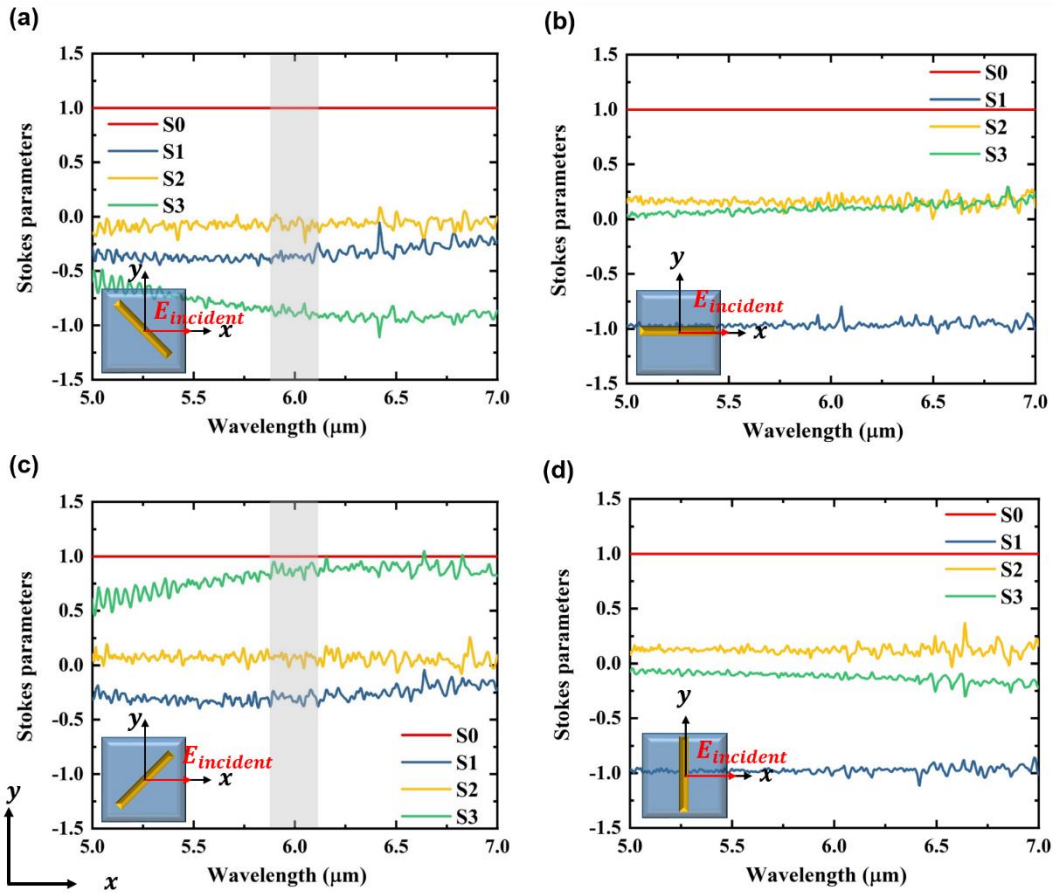 (a)
1.5
1.0
0.5
0.0
-0.5
-1.0
-1.5
Stokes parameters
S0
S1
S2
S3
y
E_incident
x
5.0 5.5 6.0 6.5 7.0
Wavelength (μm)
(b)
1.5
1.0
0.5
0.0
-0.5
-1.0
-1.5
Stokes parameters
S0
S1
S2
S3
y
E_incident
x
5.0 5.5 6.0 6.5 7.0
Wavelength (μm)
(c)
1.5
1.0
0.5
0.0
-0.5
-1.0
-1.5
Stokes parameters
y
E_incident
x
S0
S1
S2
S3
5.0 5.5 6.0 6.5 7.0
Wavelength (μm)
y
x
(d)
1.5
1.0
0.5
0.0
-0.5
-1.0
-1.5
Stokes parameters
S0
S1
S2
S3
y
E_incident
x
5.0 5.5 6.0 6.5 7.0
Wavelength (μm)